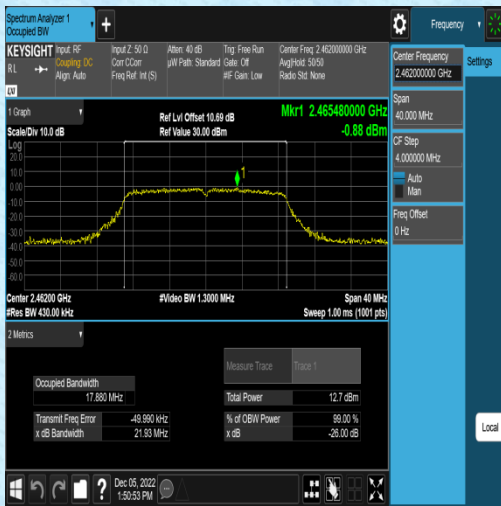 Spectrum Analyzer 1
Occupied BW
Frequency
KEYSIGHT
RL
LXI
Input: RF
Coupling: DC
Align: Auto
Input Z: 50 Ω
Corr CCorr
Freq Ref: Int (S)
Atten: 40 dB
µW Path: Standard
Trig: Free Run
Gate: Off
#IF Gain: Low
Center Freq: 2.462000000 GHz
Avg|Hold: 50/50
Radio Std: None
Center Frequency
2.462000000 GHz
Settings
Span
40.000 MHz
CF Step
4.000000 MHz
Auto
Man
Freq Offset
0 Hz
Local
1 Graph
Scale/Div 10.0 dB
Ref Lvl Offset 10.69 dB
Ref Value 30.00 dBm
Mkr1 2.465480000 GHz
-0.88 dBm
Log
20.0
10.0
0.00
-10.0
-20.0
-30.0
-40.0
-50.0
-60.0
1
Center 2.46200 GHz
#Res BW 430.00 kHz
#Video BW 1.3000 MHz
Span 40 MHz
Sweep 1.00 ms (1001 pts)
2 Metrics
Measure Trace Trace 1
Occupied Bandwidth
17.880 MHz
Total Power 12.7 dBm
Transmit Freq Error -49.990 kHz
% of OBW Power 99.00 %
x dB Bandwidth 21.93 MHz
x dB -26.00 dB
?
Dec 05, 2022
1:50:53 PM